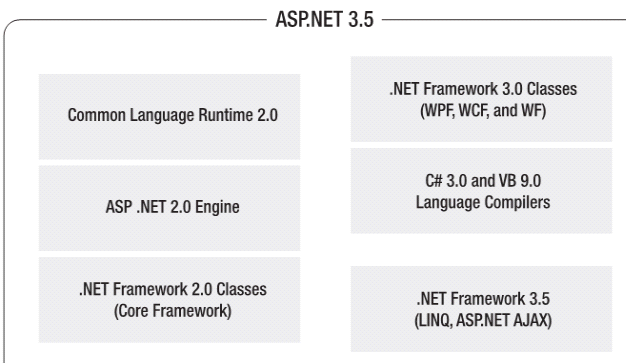 ASP.NET 3.5
Common Language Runtime 2.0
ASP .NET 2.0 Engine
.NET Framework 2.0 Classes
(Core Framework)
.NET Framework 3.0 Classes
(WPF, WCF, and WF)
C# 3.0 and VB 9.0
Language Compilers
.NET Framework 3.5
(LINQ, ASP.NET AJAX)